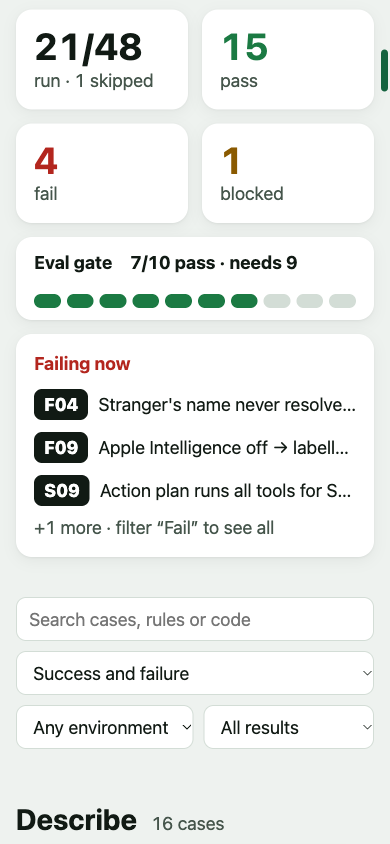 21/48
run · 1 skipped
15
pass
4
fail
1
blocked
Eval gate 7/10 pass · needs 9
Failing now
F04 Stranger's name never resolve...
F09 Apple Intelligence off → labell...
S09 Action plan runs all tools for S...
+1 more · filter “Fail” to see all
Search cases, rules or code
Success and failure
Any environment
All results
Describe 16 cases